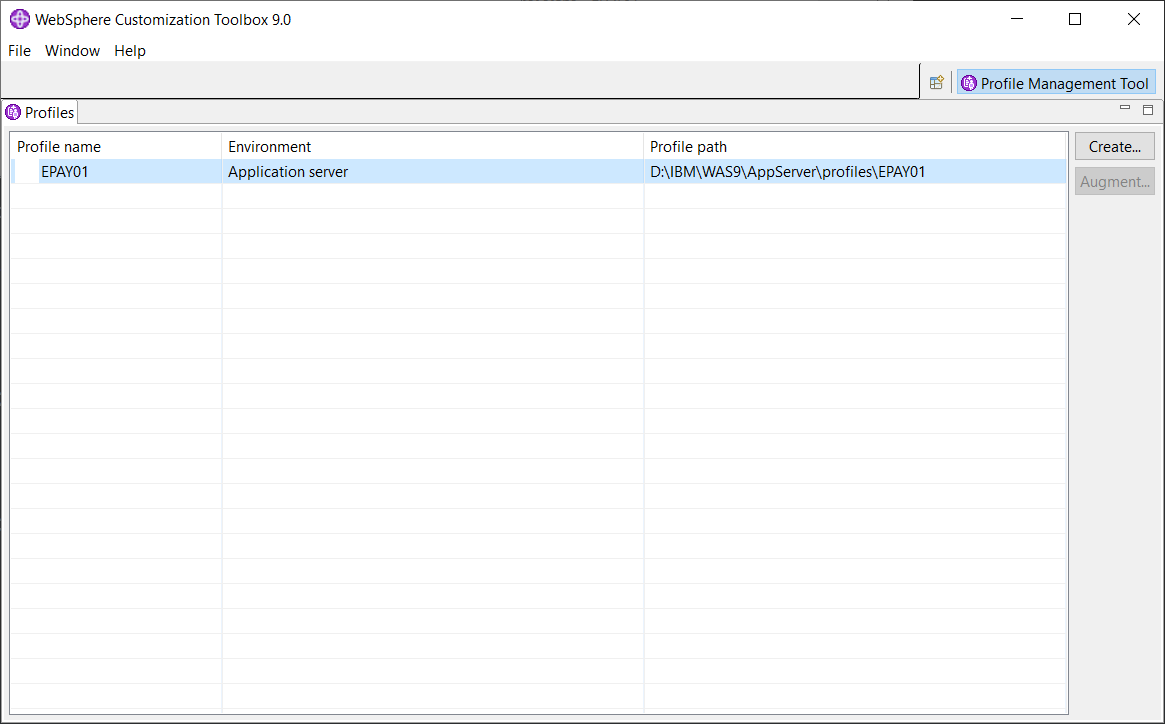 WebSphere Customization Toolbox 9.0
File Window Help
Profile Management Tool
Profiles
Profile name Environment Profile path
Create...
EPAY01 Application server D:\IBM\WAS9\AppServer\profiles\EPAY01
Augment...